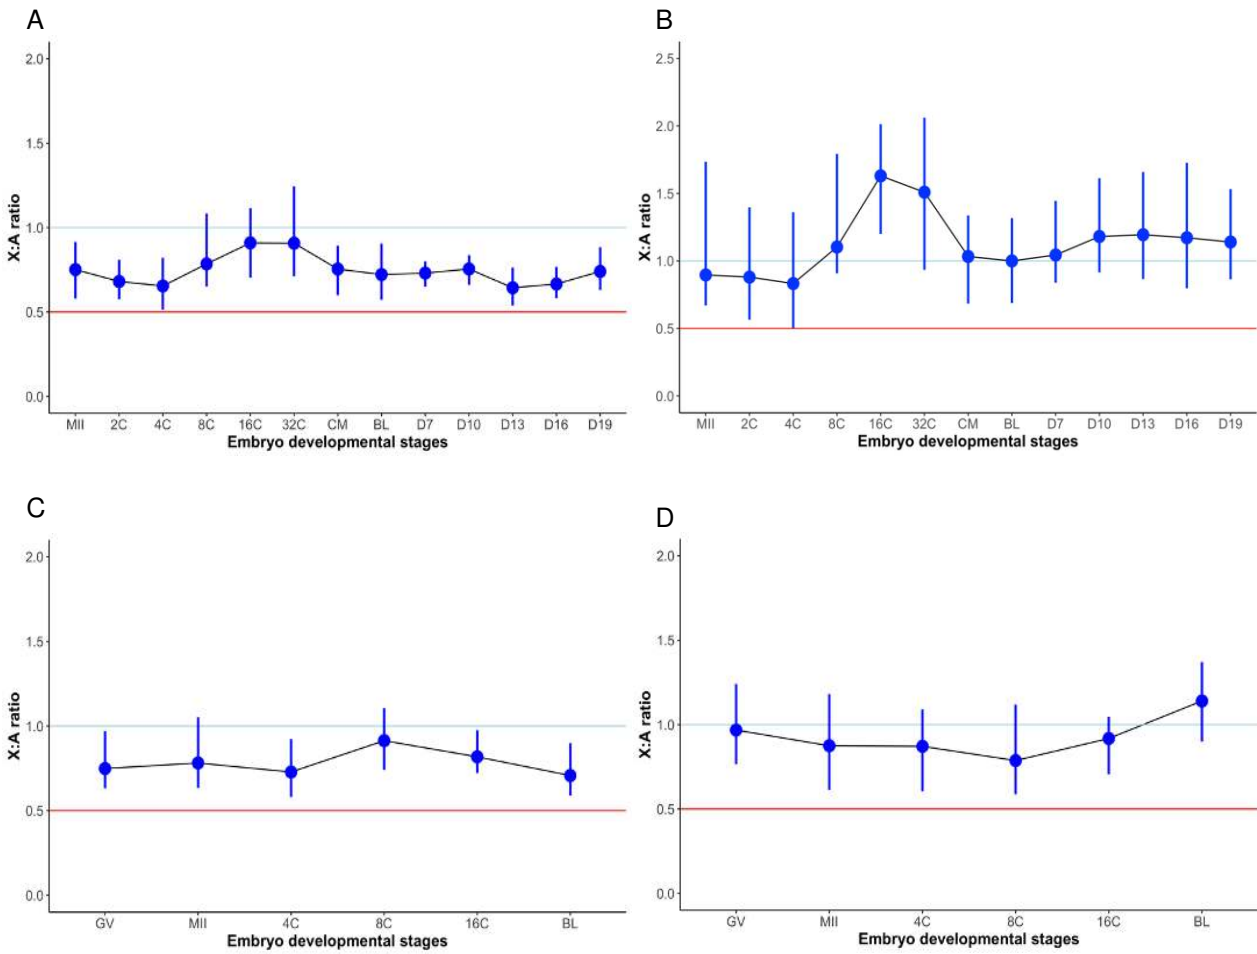 A
2.0
1.5
1.0
0.5
0.0
X:A ratio
MII 2C 4C 8C 16C 32C CM BL D7 D10 D13 D16 D19
Embryo developmental stages
B
2.5
2.0
1.5
1.0
0.5
0.0
X:A ratio
MII 2C 4C 8C 16C 32C CM BL D7 D10 D13 D16 D19
Embryo developmental stages
C
2.0
1.5
1.0
0.5
0.0
X:A ratio
GV MII 4C 8C 16C BL
Embryo developmental stages
D
2.0
1.5
1.0
0.5
0.0
X:A ratio
GV MII 4C 8C 16C BL
Embryo developmental stages